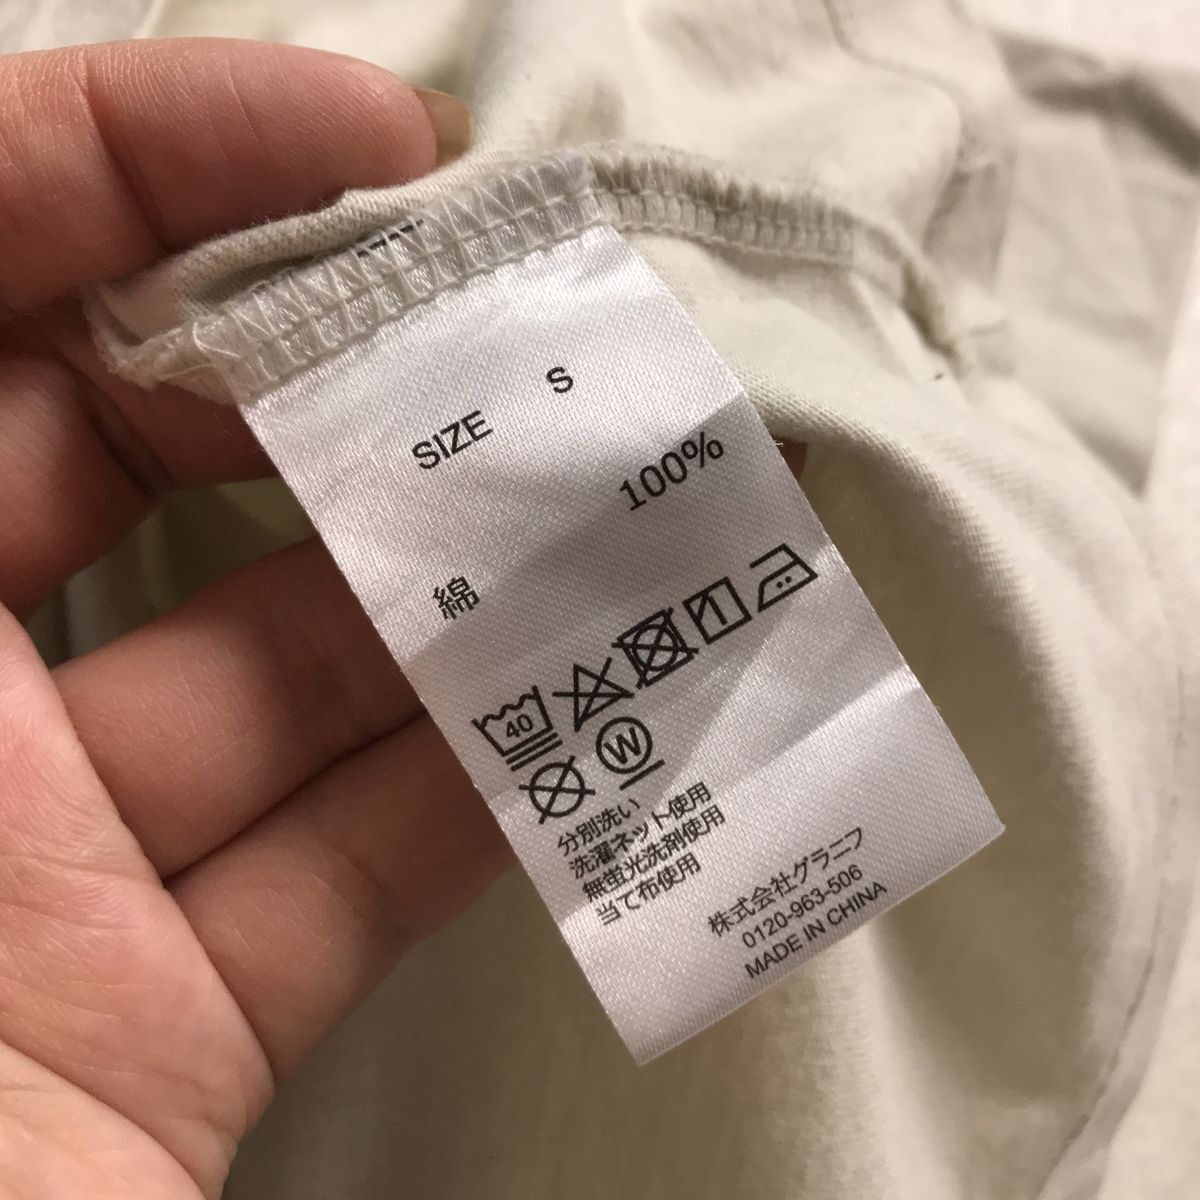 SIZE S
綿 100%
40
W
分別洗い
洗濯ネット使用
無蛍光洗剤使用
当て布使用
株式会社グラニフ
0120-963-506
MADE IN CHINA